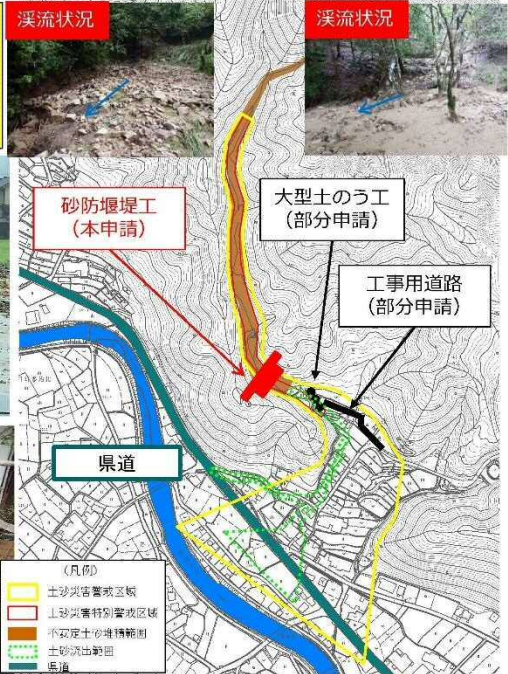 渓流状況
渓流状況
砂防堰堤工
（本申請）
大型土のう工
（部分申請）
工事用道路
（部分申請）
県道
（凡例）
土砂災害警戒区域
土砂災害特別警戒区域
不安定土砂堆積範囲
土砂流出範囲
県道